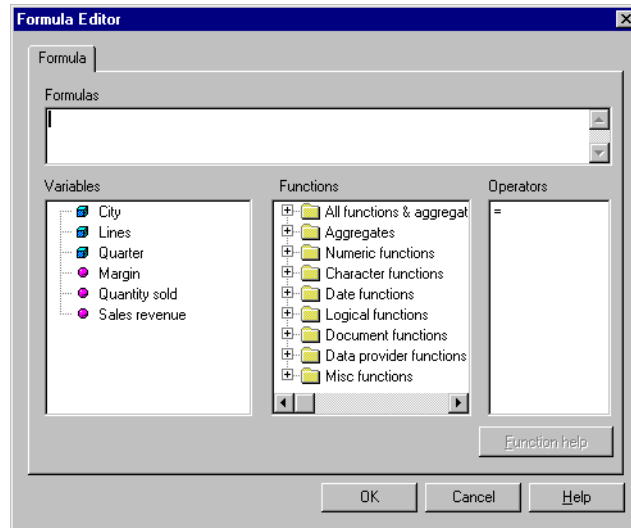 Formula Editor
Formula
Formulas
Variables
City
Lines
Quarter
Margin
Quantity sold
Sales revenue
Functions
All functions & aggregat
Aggregates
Numeric functions
Character functions
Date functions
Logical functions
Document functions
Data provider functions
Misc functions
Operators
=
Function help
OK
Cancel
Help